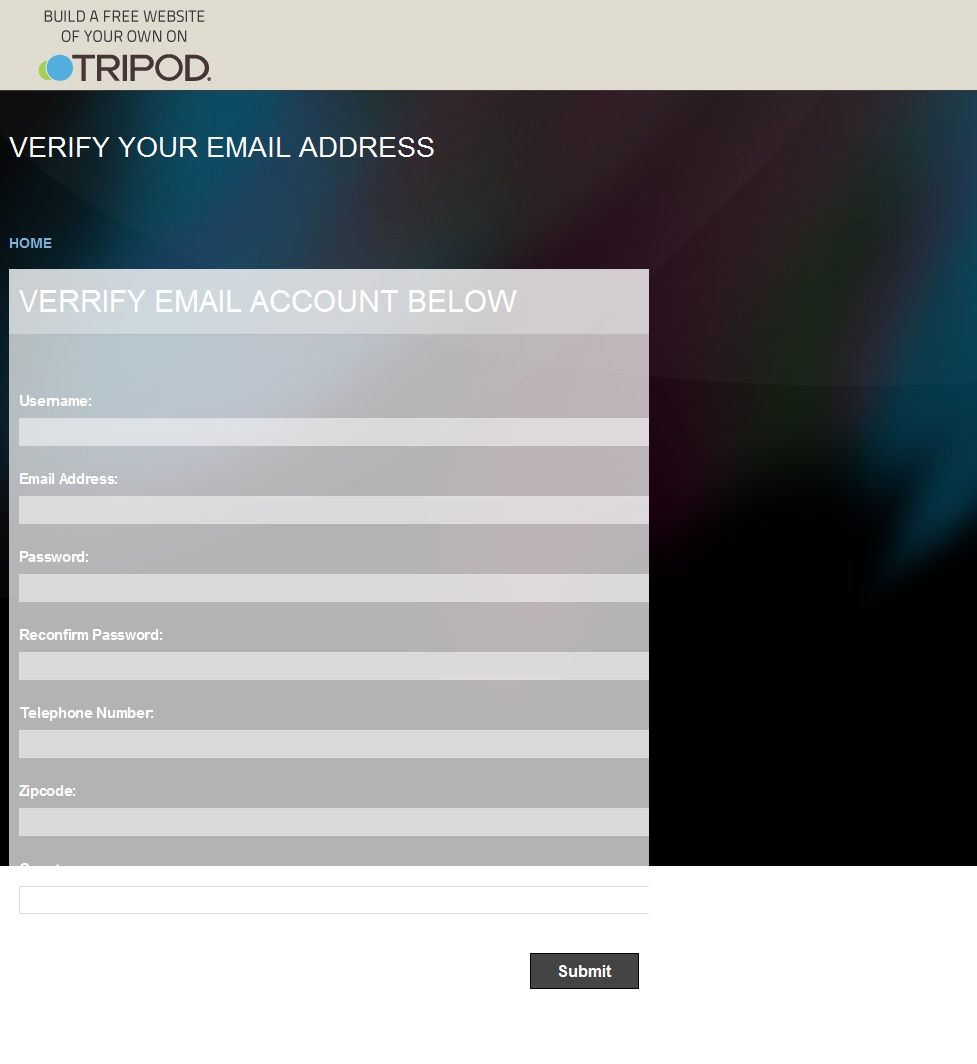 BUILD A FREE WEBSITE
OF YOUR OWN ON
TRIPOD.
VERIFY YOUR EMAIL ADDRESS
HOME
VERRIFY EMAIL ACCOUNT BELOW
Username:
Email Address:
Password:
Reconfirm Password:
Telephone Number:
Zipcode:
Submit